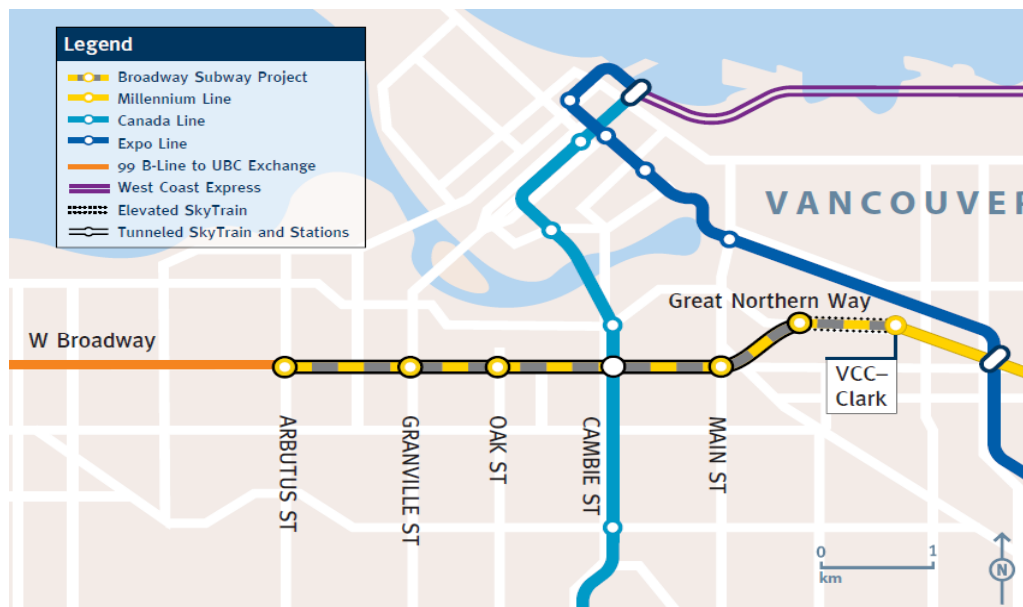 Legend
Broadway Subway Project
Millennium Line
Canada Line
Expo Line
99 B-Line to UBC Exchange
West Coast Express
Elevated SkyTrain
Tunneled SkyTrain and Stations
VANCOUVER
Great Northern Way
W Broadway
VCC–
Clark
ARBUTUS ST
GRANVILLE ST
OAK ST
CAMBIE ST
MAIN ST
0 1
km
N